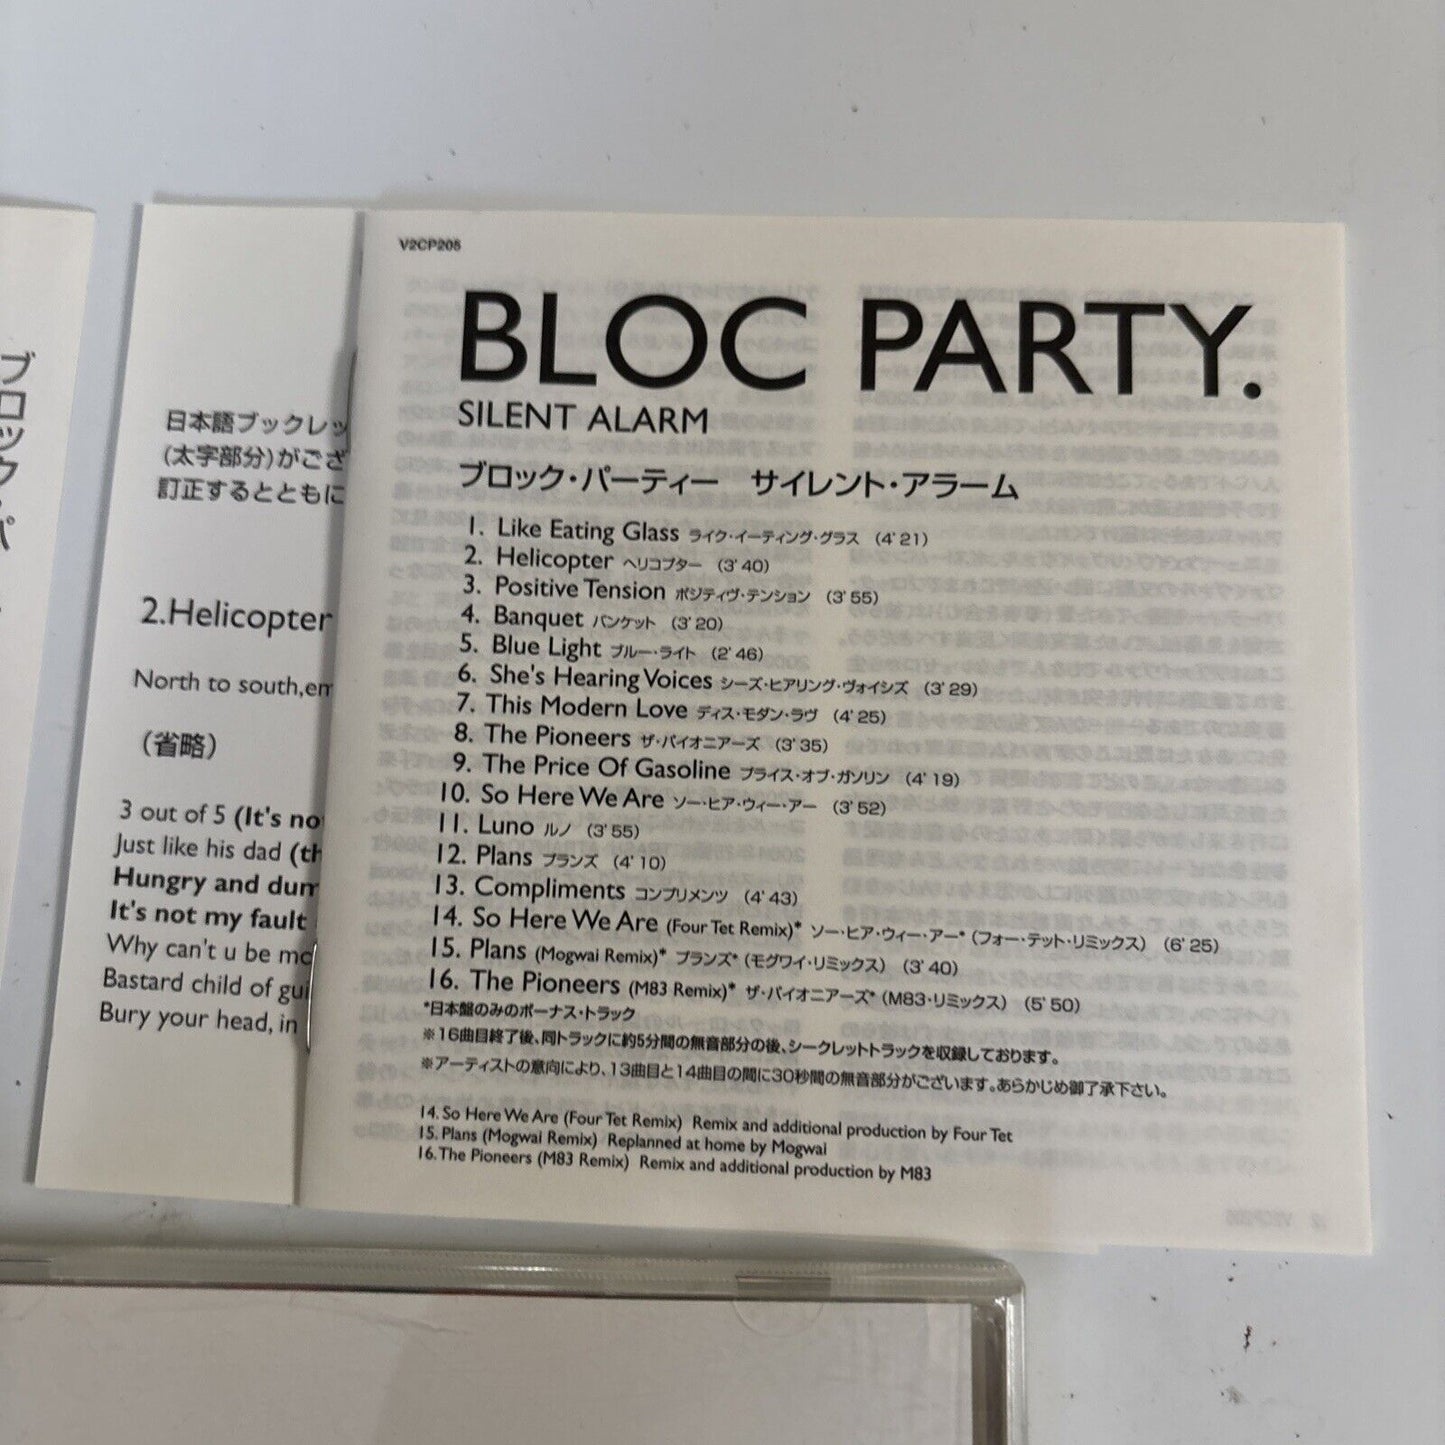 ブロック・パ
日本語ブックレッ
(太字部分)がござ
訂正するとともに
2.Helicopter
North to south,em
(省略)
3 out of 5 (It's no
Just like his dad (th
Hungry and dum
It's not my fault
Why can't u be mo
Bastard child of gui
Bury your head, in
V2CP205
BLOC PARTY.
SILENT ALARM
ブロック・パーティー サイレント・アラーム
1. Like Eating Glass ライク・イーティング・グラス (4'21)
2. Helicopter ヘリコプター (3'40)
3. Positive Tension ポジティヴ・テンション (3'55)
4. Banquet バンケット (3'20)
5. Blue Light ブルー・ライト (2'46)
6. She's Hearing Voices シーズ・ヒアリング・ヴォイシズ (3'29)
7. This Modern Love ディス・モダン・ラヴ (4'25)
8. The Pioneers ザ・パイオニアーズ (3'35)
9. The Price Of Gasoline プライス・オブ・ガソリン (4'19)
10. So Here We Are ソー・ヒア・ウィー・アー (3'52)
11. Luno ルノ (3'55)
12. Plans プランズ (4'10)
13. Compliments コンプリメンツ (4'43)
14. So Here We Are (Four Tet Remix)* ソー・ヒア・ウィー・アー* (フォー・テット・リミックス) (6'25)
15. Plans (Mogwai Remix)* プランズ* (モグワイ・リミックス) (3'40)
16. The Pioneers (M83 Remix)* ザ・パイオニアーズ* (M83・リミックス) (5'50)
*日本盤のみのボーナス・トラック
※16曲目終了後、同トラックに約5分間の無音部分の後、シークレットトラックを収録しております。
※アーティストの意向により、13曲目と14曲目の間に30秒間の無音部分がございます。あらかじめ御了承下さい。
14. So Here We Are (Four Tet Remix) Remix and additional production by Four Tet
15. Plans (Mogwai Remix) Replanned at home by Mogwai
16. The Pioneers (M83 Remix) Remix and additional production by M83